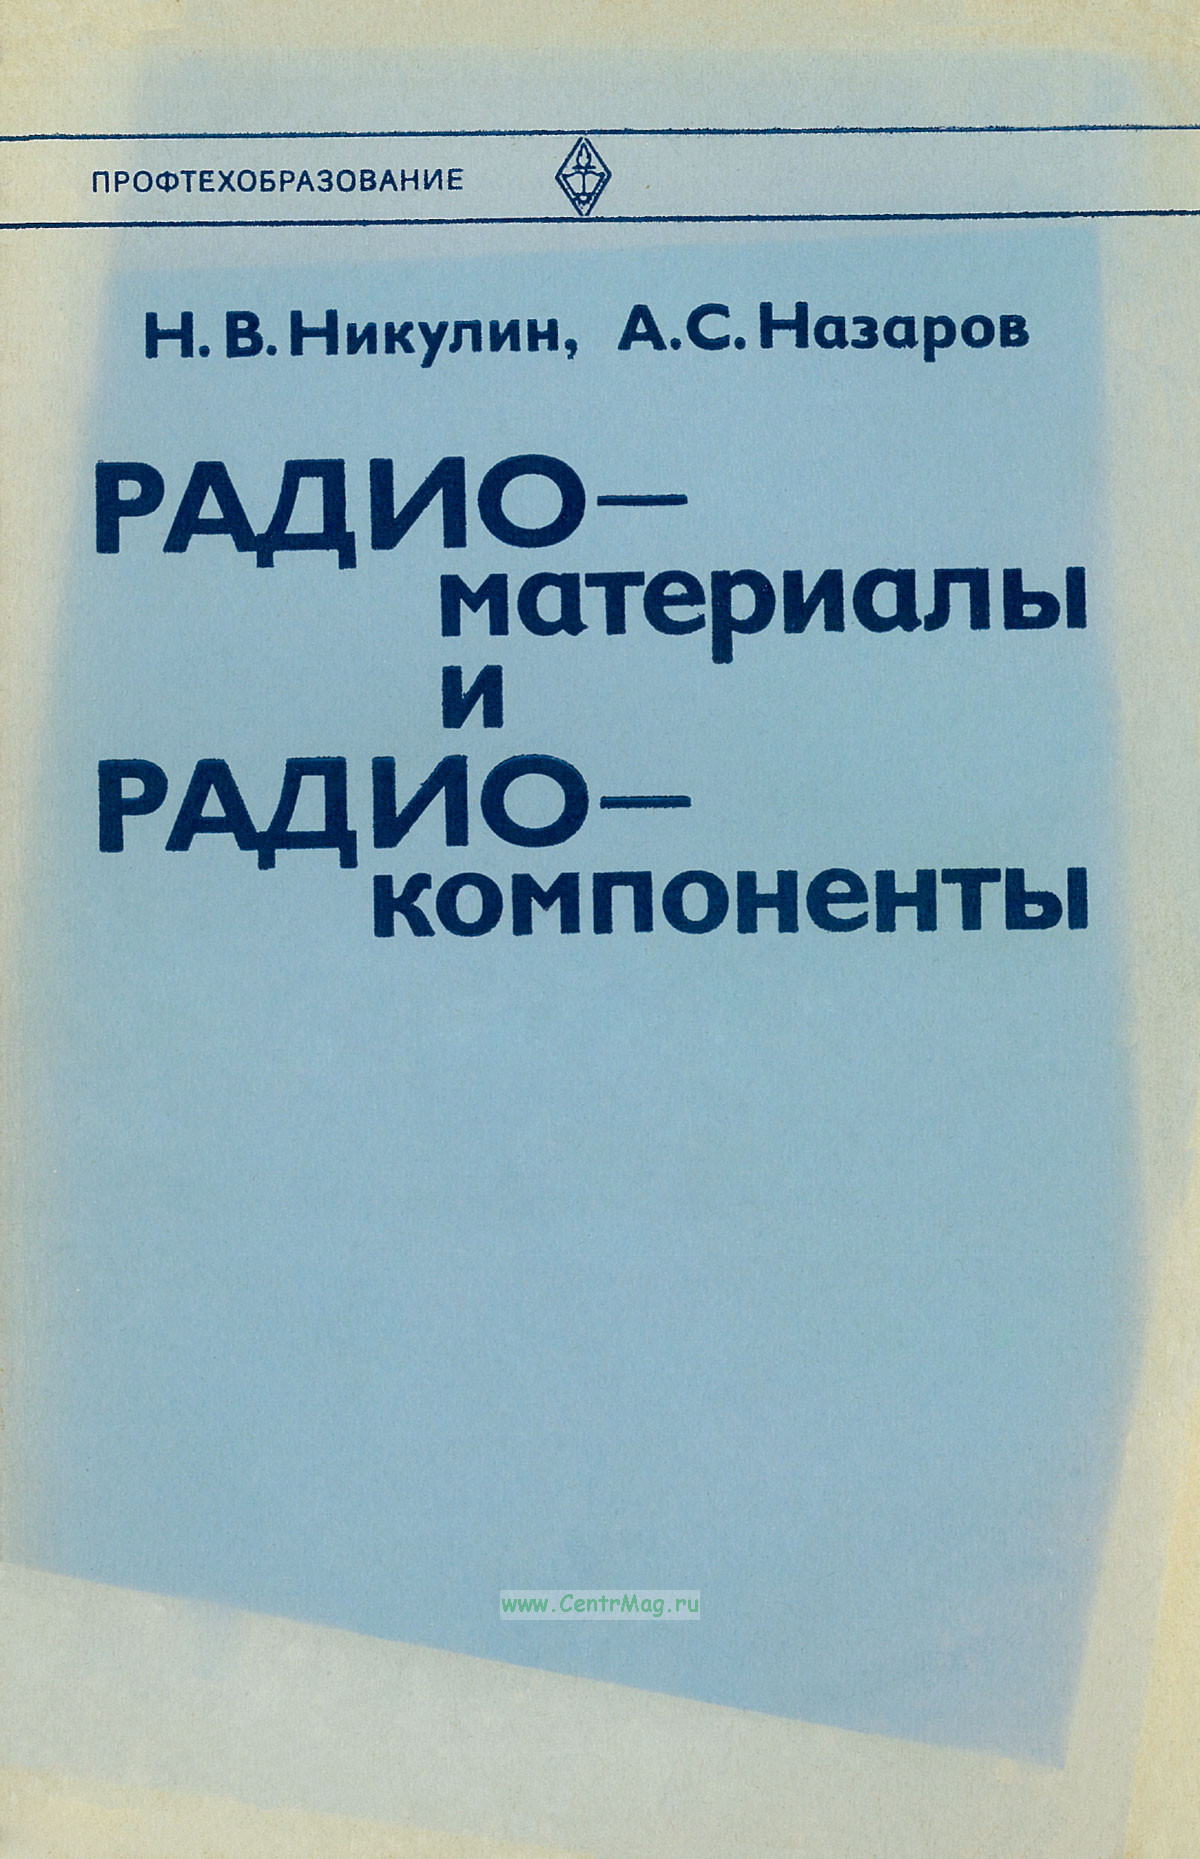 ПРОФТЕХОБРАЗОВАНИЕ
Н. В. Никулин, А. С. Назаров
РАДИО—
материалы
и
РАДИО—
компоненты
www.CentrMag.ru